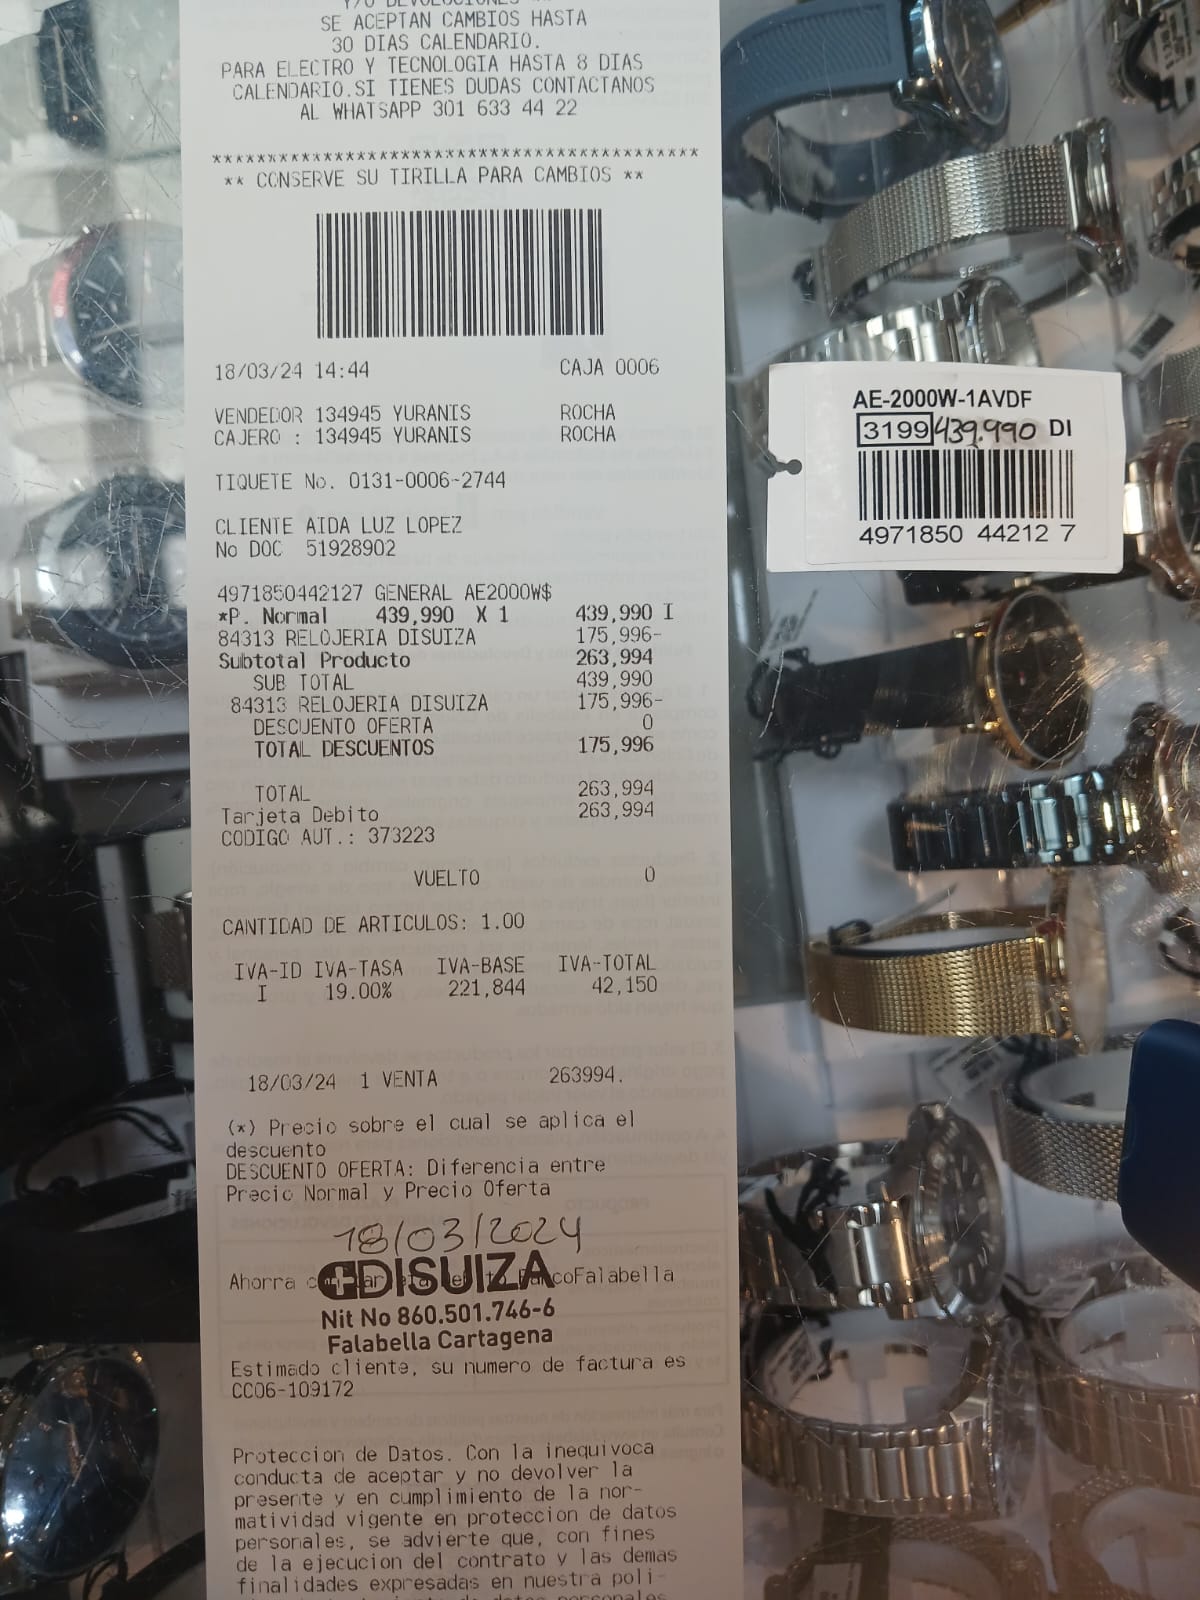 Y/O DEVOLUCIONES **
SE ACEPTAN CAMBIOS HASTA
30 DIAS CALENDARIO.
PARA ELECTRO Y TECNOLOGIA HASTA 8 DIAS
CALENDARIO.SI TIENES DUDAS CONTACTANOS
AL WHATSAPP 301 633 44 22
*******************************************
** CONSERVE SU TIRILLA PARA CAMBIOS **
18/03/24 14:44 CAJA 0006
VENDEDOR 134945 YURANIS ROCHA
CAJERO : 134945 YURANIS ROCHA
TIQUETE No. 0131-0006-2744
CLIENTE AIDA LUZ LOPEZ
No DOC 51928902
4971850442127 GENERAL AE2000W$
*P. Normal 439,990 X 1 439,990 I
84313 RELOJERIA DISUIZA 175,996-
Subtotal Producto 263,994
SUB TOTAL 439,990
84313 RELOJERIA DISUIZA 175,996-
DESCUENTO OFERTA 0
TOTAL DESCUENTOS 175,996
TOTAL 263,994
Tarjeta Debito 263,994
CODIGO AUT.: 373223
VUELTO 0
CANTIDAD DE ARTICULOS: 1.00
IVA-ID IVA-TASA IVA-BASE IVA-TOTAL
I 19.00% 221,844 42,150
18/03/24 1 VENTA 263994.
(*) Precio sobre el cual se aplica el
descuento
DESCUENTO OFERTA: Diferencia entre
Precio Normal y Precio Oferta
18/03/2024
DISUIZA
Ahorra BancoFalabella
Nit No 860.501.746-6
Falabella Cartagena
Estimado cliente, su numero de factura es
CC06-109172
Proteccion de Datos. Con la inequivoca
conducta de aceptar y no devolver la
presente y en cumplimiento de la nor-
matividad vigente en proteccion de datos
personales, se advierte que, con fines
de la ejecucion del contrato y las demas
finalidades expresadas en nuestra poli-
AE-2000W-1AVDF
3199 439.990 DI
4971850 44212 7